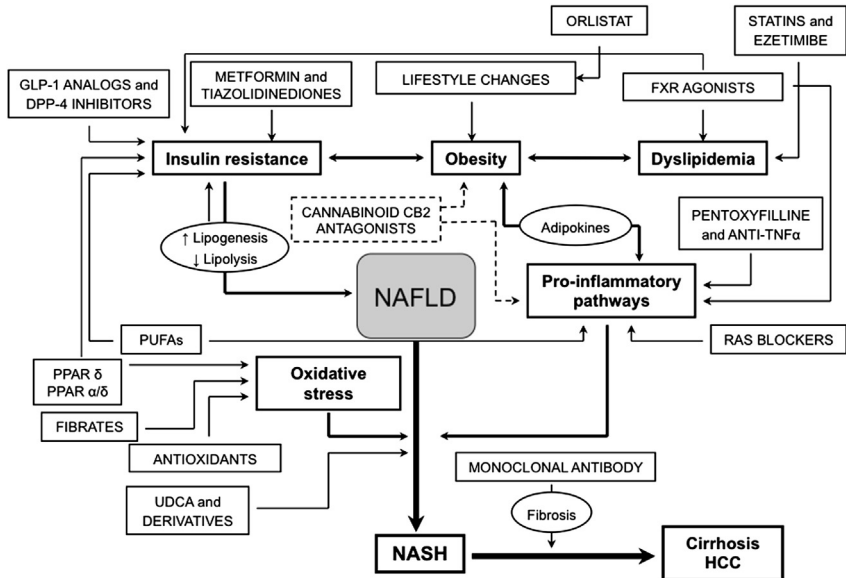 ORLISTAT
STATINS and
EZETIMIBE
GLP-1 ANALOGS and
DPP-4 INHIBITORS
METFORMIN and
TIAZOLIDINEDIONES
LIFESTYLE CHANGES
FXR AGONISTS
Insulin resistance
Obesity
Dyslipidemia
CANNABINOID CB2
ANTAGONISTS
Adipokines
PENTOXYFILLINE
and ANTI-TNFα
↑ Lipogenesis
↓ Lipolysis
NAFLD
Pro-inflammatory
pathways
PUFAs
RAS BLOCKERS
PPAR δ
PPAR α/δ
Oxidative
stress
FIBRATES
ANTIOXIDANTS
MONOCLONAL ANTIBODY
UDCA and
DERIVATIVES
Fibrosis
NASH
Cirrhosis
HCC